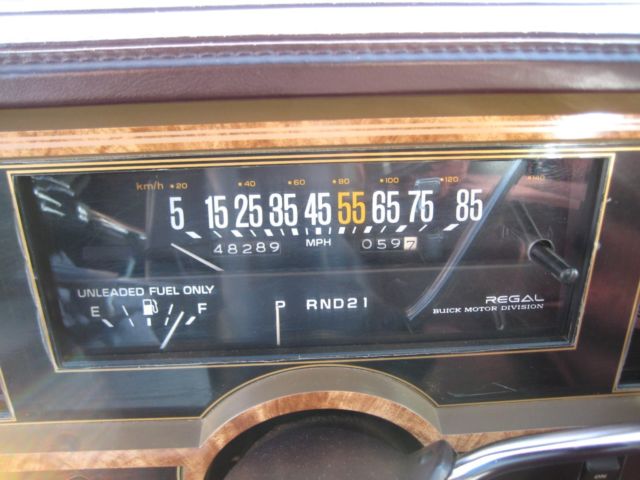 km/h 20 40 60 80 100 120 140
5 15 25 35 45 55 65 75 85
48289 MPH 0597
UNLEADED FUEL ONLY
E F
P RND21
REGAL
BUICK MOTOR DIVISION